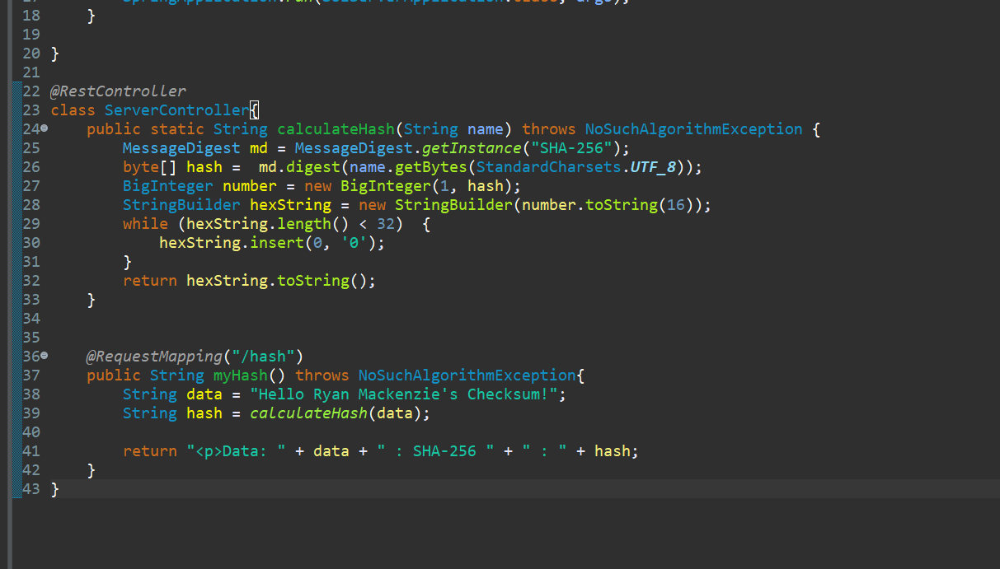 18     }
19
20 }
21
22 @RestController
23 class ServerController{
24     public static String calculateHash(String name) throws NoSuchAlgorithmException {
25         MessageDigest md = MessageDigest.getInstance("SHA-256");
26         byte[] hash =  md.digest(name.getBytes(StandardCharsets.UTF_8));
27         BigInteger number = new BigInteger(1, hash);
28         StringBuilder hexString = new StringBuilder(number.toString(16));
29         while (hexString.length() < 32)  {
30             hexString.insert(0, '0');
31         }
32         return hexString.toString();
33     }
34
35
36     @RequestMapping("/hash")
37     public String myHash() throws NoSuchAlgorithmException{
38         String data = "Hello Ryan Mackenzie's Checksum!";
39         String hash = calculateHash(data);
40
41         return "<p>Data: " + data + " : SHA-256 " + " : " + hash;
42     }
43 }